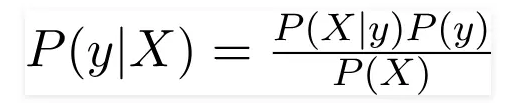 P(y|X) = P(X|y)P(y) / P(X)